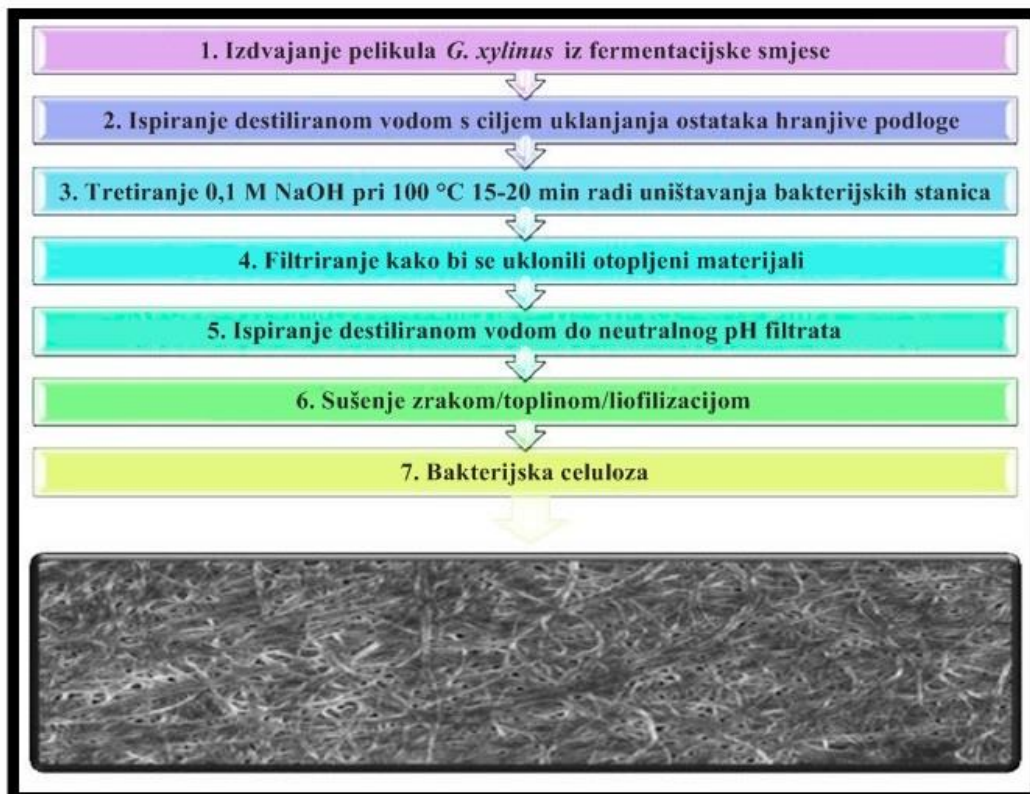 1. Izdvajanje pelikula G. xylinus iz fermentacijske smjese
2. Ispiranje destiliranom vodom s ciljem uklanjanja ostataka hranjive podloge
3. Tretiranje 0,1 M NaOH pri 100 °C 15-20 min radi uništavanja bakterijskih stanica
4. Filtriranje kako bi se uklonili otopljeni materijali
5. Ispiranje destiliranom vodom do neutralnog pH filtrata
6. Sušenje zrakom/toplinom/liofilizacijom
7. Bakterijska celuloza